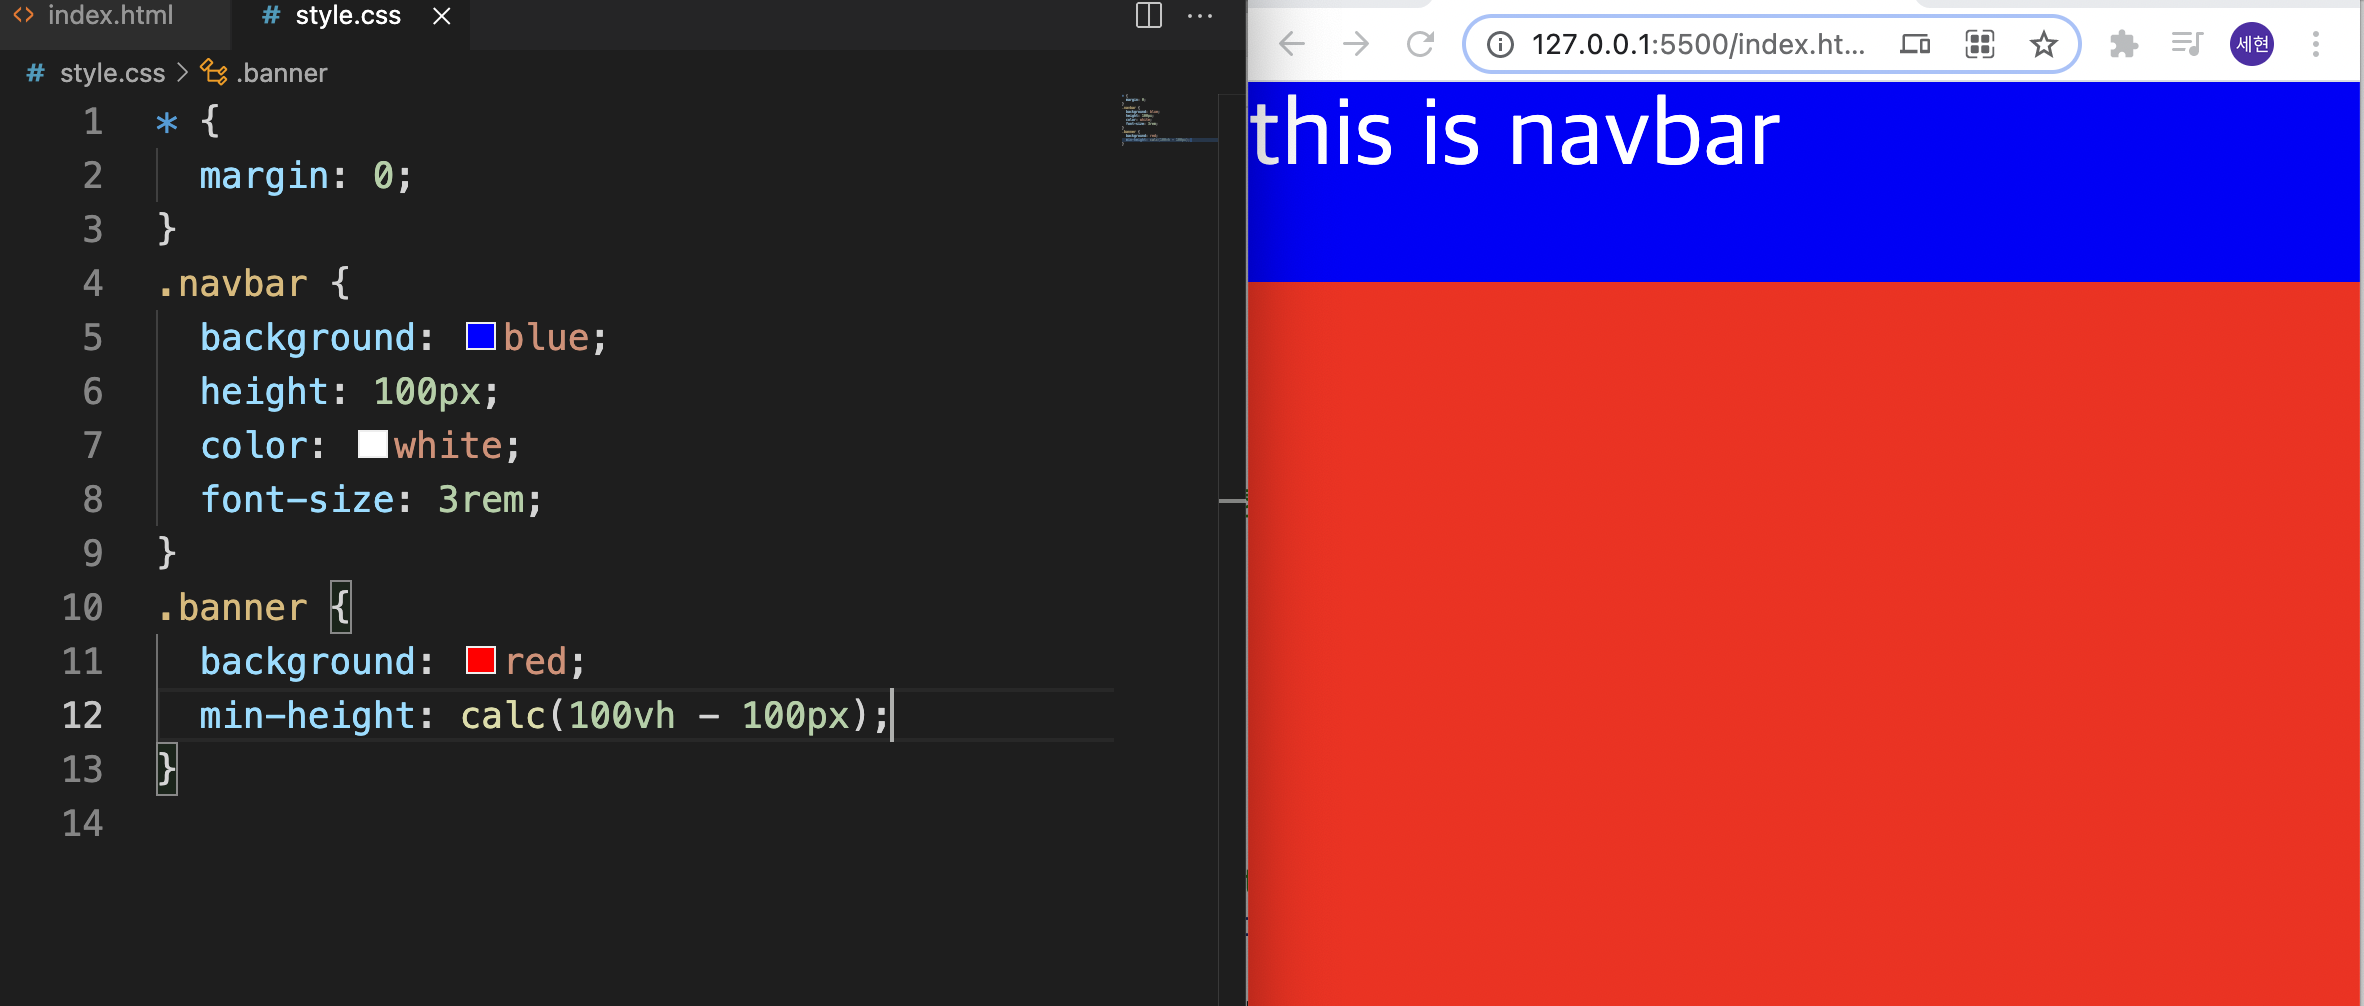 index.html
# style.css
# style.css > .banner
1 * {
2 margin: 0;
3 }
4 .navbar {
5 background: blue;
6 height: 100px;
7 color: white;
8 font-size: 3rem;
9 }
10 .banner {
11 background: red;
12 min-height: calc(100vh - 100px);
13 }
14
127.0.0.1:5500/index.ht...
세현
this is navbar